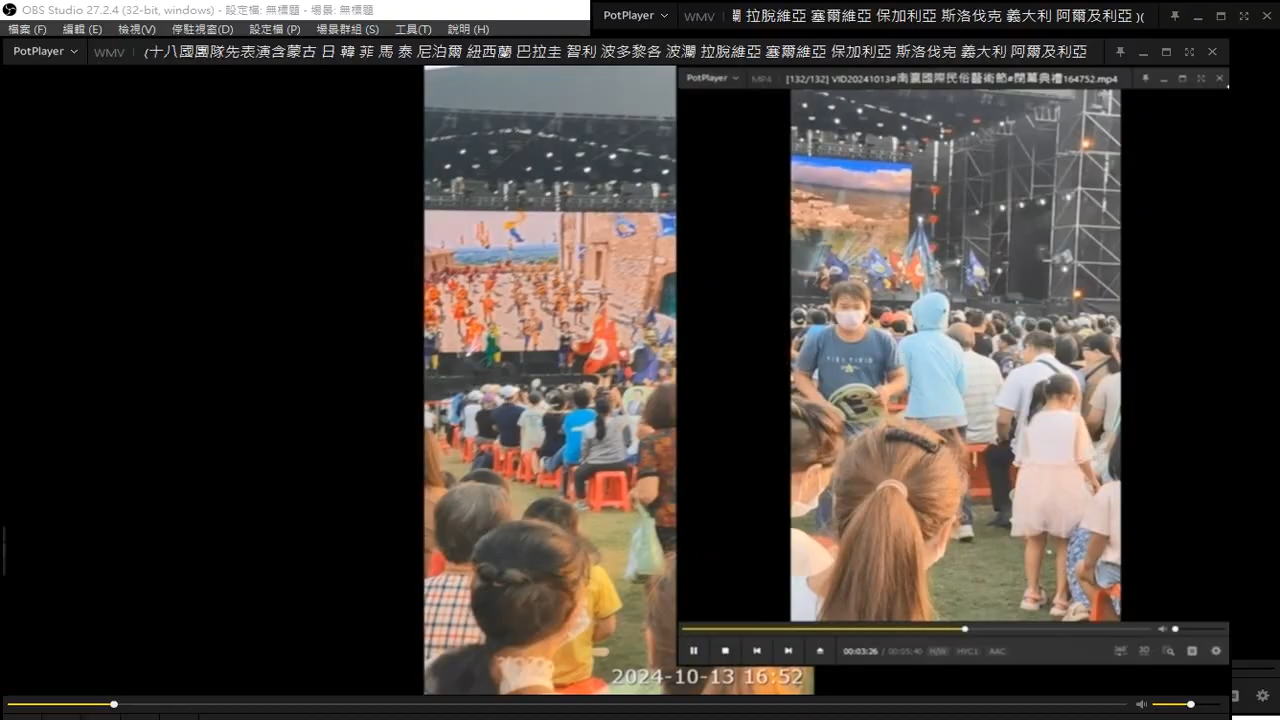 OBS Studio 27.2.4 (32-bit, windows) - 設定檔: 無標題 - 場景: 無標題
檔案 (F) 編輯 (E) 檢視(V) 停駐處視窗(D) 設定檔 (P) 場景群組 (S) 工具(T) 說明 (H)
PotPlayer WMV 拉脫維亞 塞爾維亞 保加利亞 斯洛伐克 義大利 阿爾及利亞 )(
PotPlayer WMV (十八國團隊先表演含蒙古 日 韓 菲 馬 泰 尼泊爾 紐西蘭 巴拉圭 智利 波多黎各 波瀾 拉脫維亞 塞爾維亞 保加利亞 斯洛伐克 義大利 阿爾及利亞
PotPlayer MP4 [132/132] VID20241013#南瀛國際民俗藝術節#閉幕典禮164752.mp4
00:03:26 / 00:05:40 H/W HYC1 AAC
3D
2024-10-13 16:52